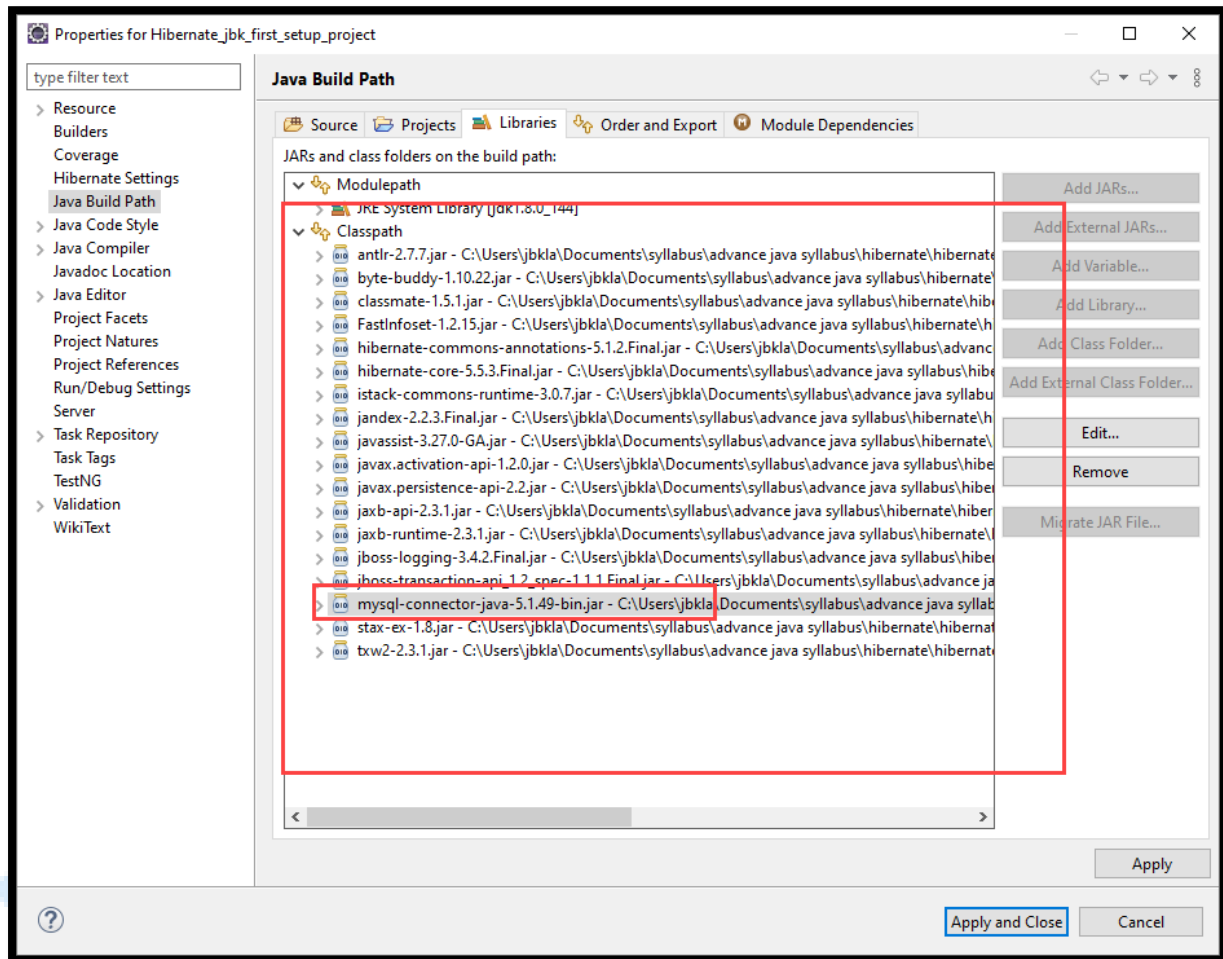 Properties for Hibernate_jbk_first_setup_project
type filter text
Resource
Builders
Coverage
Hibernate Settings
Java Build Path
Java Code Style
Java Compiler
Javadoc Location
Java Editor
Project Facets
Project Natures
Project References
Run/Debug Settings
Server
Task Repository
Task Tags
TestNG
Validation
WikiText
Java Build Path
Source Projects Libraries Order and Export Module Dependencies
JARs and class folders on the build path:
Modulepath
JRE System Library [jdk1.8.0_144]
Classpath
antlr-2.7.7.jar - C:\Users\jbkla\Documents\syllabus\advance java syllabus\hibernate\hibernate
byte-buddy-1.10.22.jar - C:\Users\jbkla\Documents\syllabus\advance java syllabus\hibernate\
classmate-1.5.1.jar - C:\Users\jbkla\Documents\syllabus\advance java syllabus\hibernate\hibe
FastInfoset-1.2.15.jar - C:\Users\jbkla\Documents\syllabus\advance java syllabus\hibernate\h
hibernate-commons-annotations-5.1.2.Final.jar - C:\Users\jbkla\Documents\syllabus\advanc
hibernate-core-5.5.3.Final.jar - C:\Users\jbkla\Documents\syllabus\advance java syllabus\hibe
istack-commons-runtime-3.0.7.jar - C:\Users\jbkla\Documents\syllabus\advance java syllabu
jandex-2.2.3.Final.jar - C:\Users\jbkla\Documents\syllabus\advance java syllabus\hibernate\h
javassist-3.27.0-GA.jar - C:\Users\jbkla\Documents\syllabus\advance java syllabus\hibernate\
javax.activation-api-1.2.0.jar - C:\Users\jbkla\Documents\syllabus\advance java syllabus\hibe
javax.persistence-api-2.2.jar - C:\Users\jbkla\Documents\syllabus\advance java syllabus\hiber
jaxb-api-2.3.1.jar - C:\Users\jbkla\Documents\syllabus\advance java syllabus\hibernate\hiber
jaxb-runtime-2.3.1.jar - C:\Users\jbkla\Documents\syllabus\advance java syllabus\hibernate\
jboss-logging-3.4.2.Final.jar - C:\Users\jbkla\Documents\syllabus\advance java syllabus\hiber
jboss-transaction-api_1.2_spec-1.1.1.Final.jar - C:\Users\jbkla\Documents\syllabus\advance ja
mysql-connector-java-5.1.49-bin.jar - C:\Users\jbkla\Documents\syllabus\advance java syllab
stax-ex-1.8.jar - C:\Users\jbkla\Documents\syllabus\advance java syllabus\hibernate\hibernat
txw2-2.3.1.jar - C:\Users\jbkla\Documents\syllabus\advance java syllabus\hibernate\hibernate
Add JARs...
Add External JARs...
Add Variable...
Add Library...
Add Class Folder...
Add External Class Folder...
Edit...
Remove
Migrate JAR File...
Apply
Apply and Close Cancel